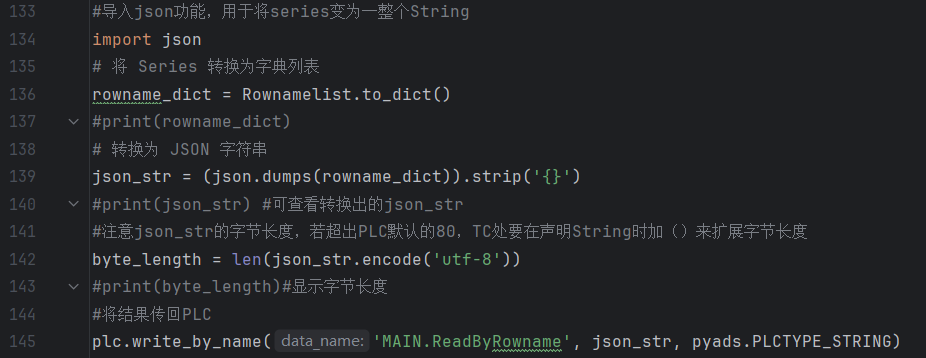 133 #导入json功能，用于将series变为一整个String
134 import json
135 # 将 Series 转换为字典列表
136 rowname_dict = Rownamelist.to_dict()
137 #print(rowname_dict)
138 # 转换为 JSON 字符串
139 json_str = (json.dumps(rowname_dict)).strip('{}')
140 #print(json_str) #可查看转换出的json_str
141 #注意json_str的字节长度，若超出PLC默认的80，TC处要在声明String时加（）来扩展字节长度
142 byte_length = len(json_str.encode('utf-8'))
143 #print(byte_length)#显示字节长度
144 #将结果传回PLC
145 plc.write_by_name( data_name: 'MAIN.ReadByRowname', json_str, pyads.PLCTYPE_STRING)